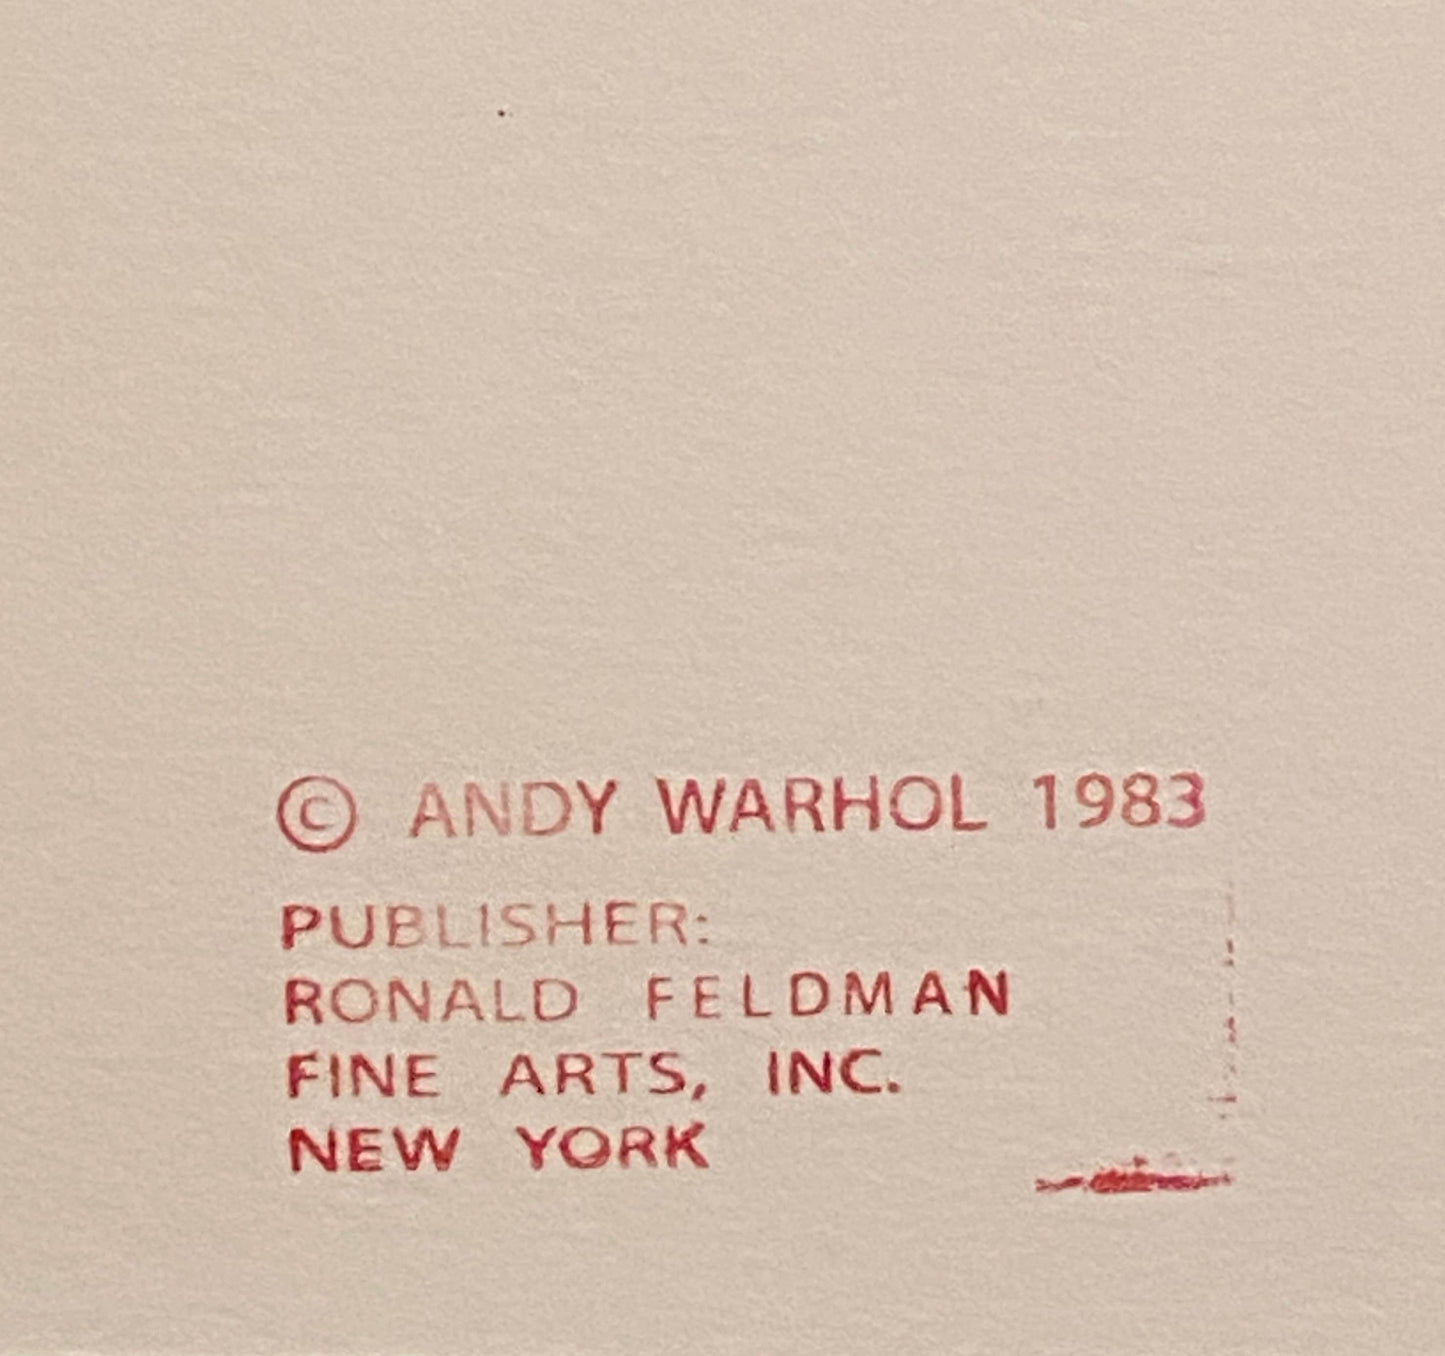 © ANDY WARHOL 1983
PUBLISHER:
RONALD FELDMAN
FINE ARTS, INC.
NEW YORK